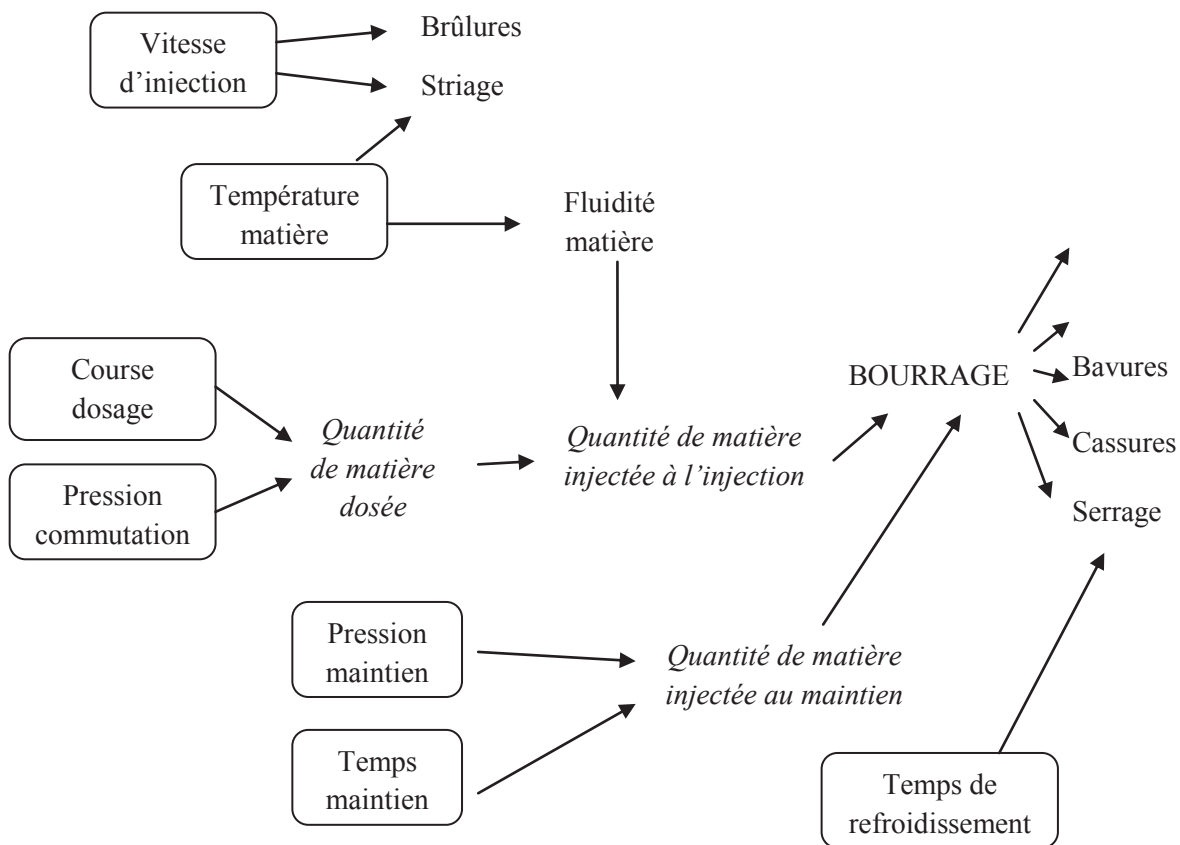 Vitesse
d’injection
Brûlures
Striage
Température
matière
Fluidité
matière
Course
dosage
Pression
commutation
Quantité
de matière
dosée
Quantité de matière
injectée à l’injection
BOURRAGE
Bavures
Cassures
Serrage
Pression
maintien
Temps
maintien
Quantité de matière
injectée au maintien
Temps de
refroidissement